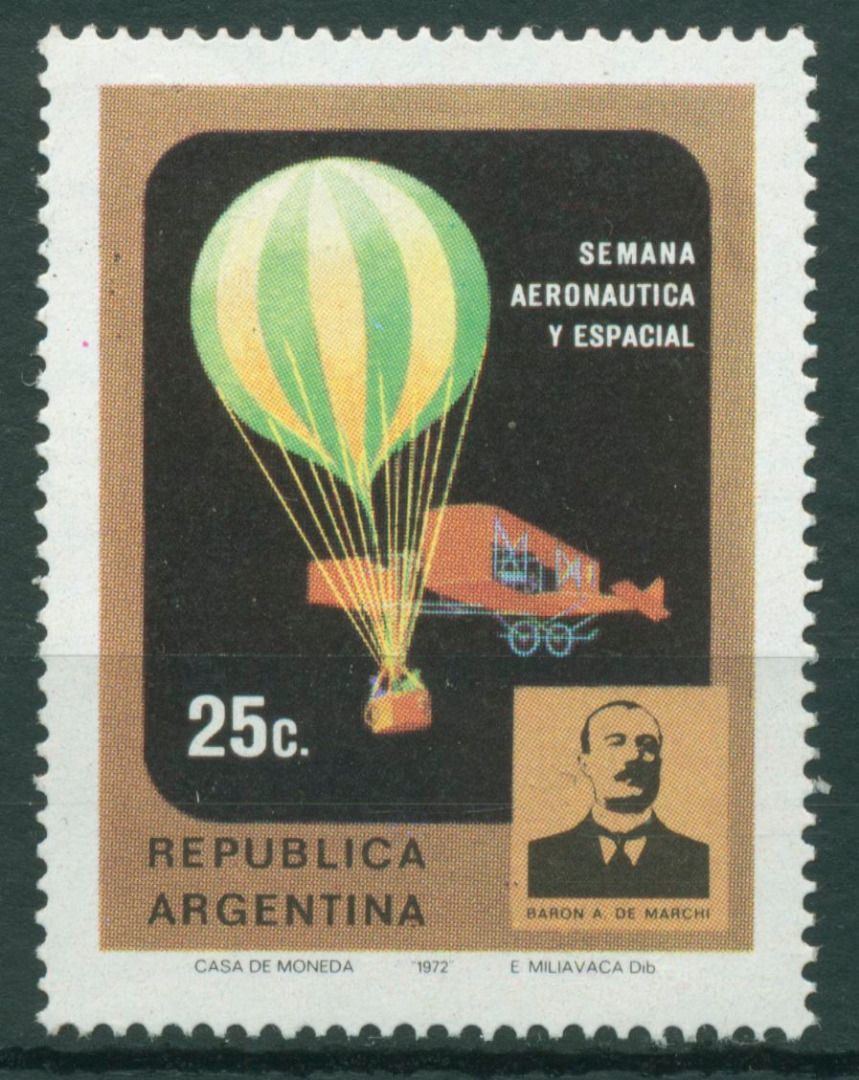 SEMANA
AERONAUTICA
Y ESPACIAL
25c.
REPUBLICA
ARGENTINA
BARON A. DE MARCHI
CASA DE MONEDA "1972" E. MILIAVACA Dib.